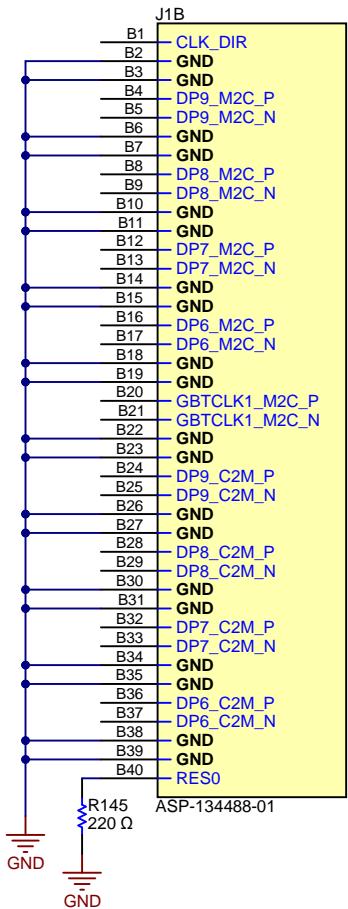 J1B
B1 CLK_DIR
B2 GND
B3 GND
B4 DP9_M2C_P
B5 DP9_M2C_N
B6 GND
B7 GND
B8 DP8_M2C_P
B9 DP8_M2C_N
B10 GND
B11 GND
B12 DP7_M2C_P
B13 DP7_M2C_N
B14 GND
B15 GND
B16 DP6_M2C_P
B17 DP6_M2C_N
B18 GND
B19 GND
B20 GBTCLK1_M2C_P
B21 GBTCLK1_M2C_N
B22 GND
B23 GND
B24 DP9_C2M_P
B25 DP9_C2M_N
B26 GND
B27 GND
B28 DP8_C2M_P
B29 DP8_C2M_N
B30 GND
B31 GND
B32 DP7_C2M_P
B33 DP7_C2M_N
B34 GND
B35 GND
B36 DP6_C2M_P
B37 DP6_C2M_N
B38 GND
B39 GND
B40 RES0
R145 ASP-134488-01
220 Ω
GND
GND